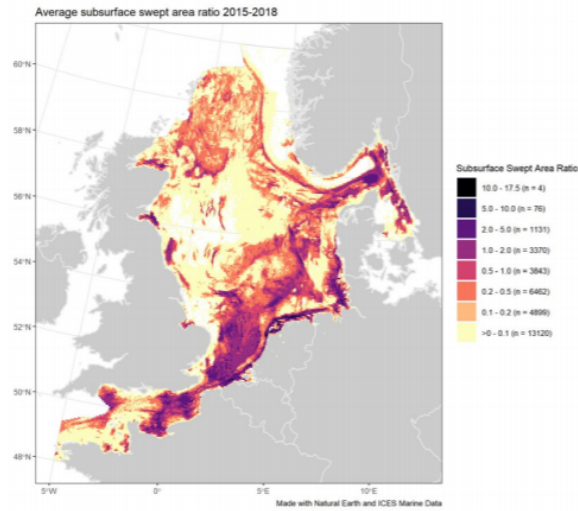 Average subsurface swept area ratio 2015-2018
60°N
58°N
56°N
54°N
52°N
50°N
48°N
5°W
0°
5°E
10°E
Subsurface Swept Area Ratio
10.0 - 17.5 (n = 4)
5.0 - 10.0 (n = 76)
2.0 - 5.0 (n = 1131)
1.0 - 2.0 (n = 3370)
0.5 - 1.0 (n = 3843)
0.2 - 0.5 (n = 6462)
0.1 - 0.2 (n = 4899)
>0 - 0.1 (n = 13120)
Made with Natural Earth and ICES Marine Data